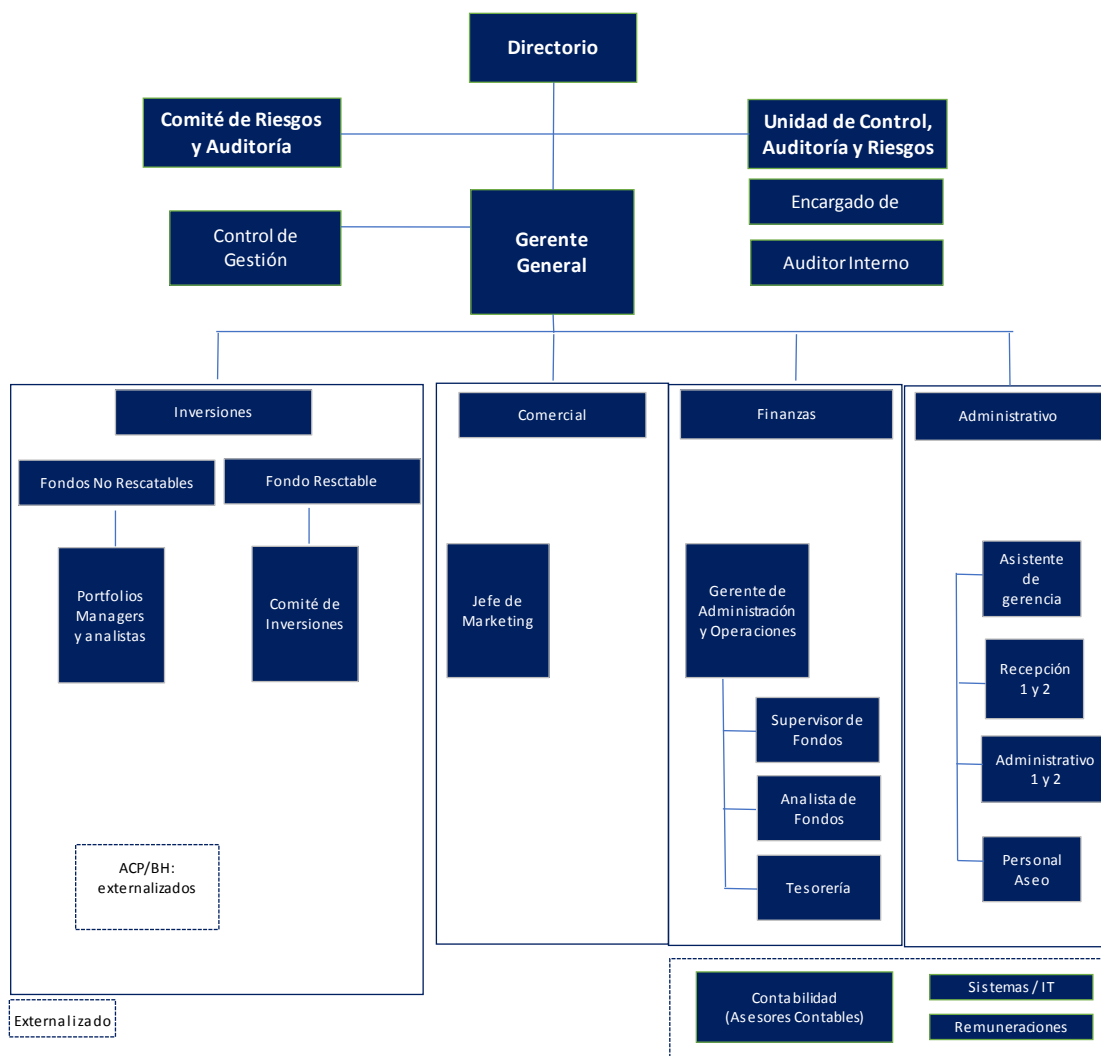 Directorio
Comité de Riesgos
y Auditoría
Unidad de Control,
Auditoría y Riesgos
Encargado de
Auditor Interno
Control de
Gestión
Gerente
General
Inversiones
Comercial
Finanzas
Administrativo
Fondos No Rescatables
Fondo Resctable
Portfolios
Managers
y analistas
Comité de
Inversiones
Jefe de
Marketing
Gerente de
Administración
y Operaciones
Supervisor de
Fondos
Analista de
Fondos
Tesorería
Asistente
de
gerencia
Recepción
1 y 2
Administrativo
1 y 2
Personal
Aseo
ACP/BH:
externalizados
Externalizado
Contabilidad
(Asesores Contables)
Sistemas / IT
Remuneraciones